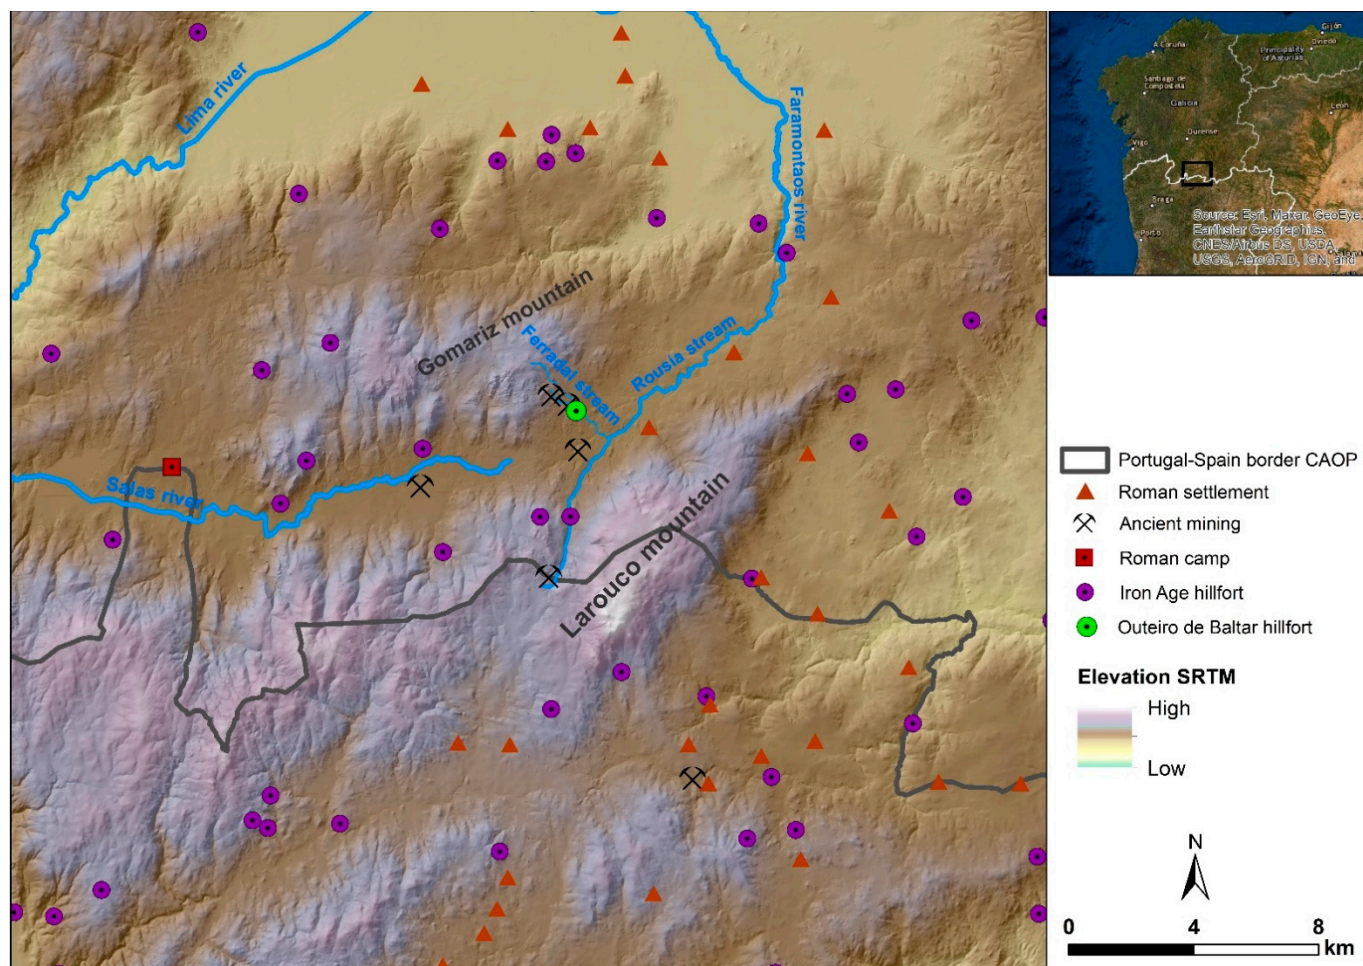 Lima river
Faramontaos river
Gomariz mountain
Ferradal stream
Rousía stream
Salas river
Larouco mountain
Gijón
A Coruña
Oviedo
Principality
of Asturias
Santiago de
Compostela
Galicia
León
Ourense
Vigo
Braga
Porto
Source: Esri, Maxar, GeoEye,
Earthstar Geographics,
CNES/Airbus DS, USDA,
USGS, AeroGRID, IGN, and
Portugal-Spain border CAOP
Roman settlement
Ancient mining
Roman camp
Iron Age hillfort
Outeiro de Baltar hillfort
Elevation SRTM
High
Low
N
0 4 8
km